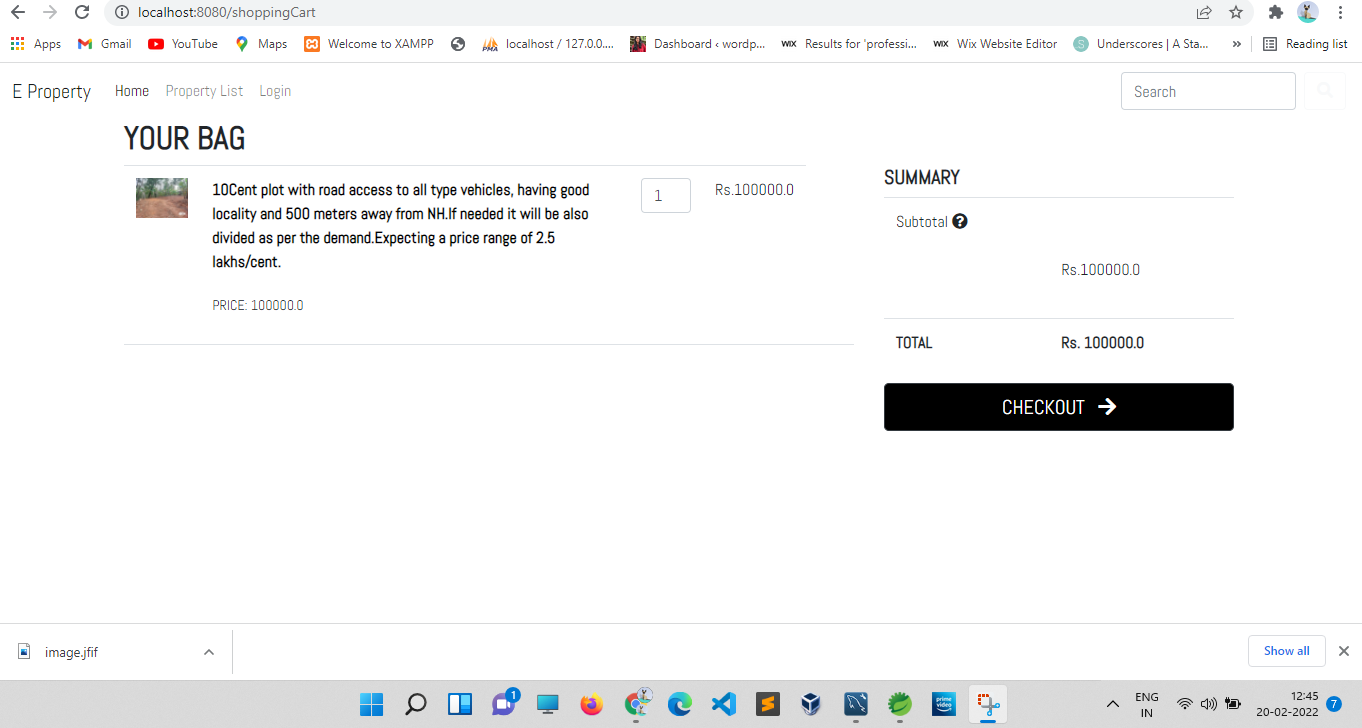 localhost:8080/shoppingCart
Apps Gmail YouTube Maps Welcome to XAMPP localhost / 127.0.0.... Dashboard ‹ wordp... WIX Results for 'professi... WIX Wix Website Editor S Underscores | A Sta... » Reading list
E Property Home Property List Login Search
YOUR BAG
10Cent plot with road access to all type vehicles, having good
locality and 500 meters away from NH.If needed it will be also
divided as per the demand.Expecting a price range of 2.5
lakhs/cent.
1 Rs.100000.0
PRICE: 100000.0
SUMMARY
Subtotal ?
Rs.100000.0
TOTAL Rs. 100000.0
CHECKOUT
image.jfif Show all
1 prime video
ENG
IN
12:45
20-02-2022 7